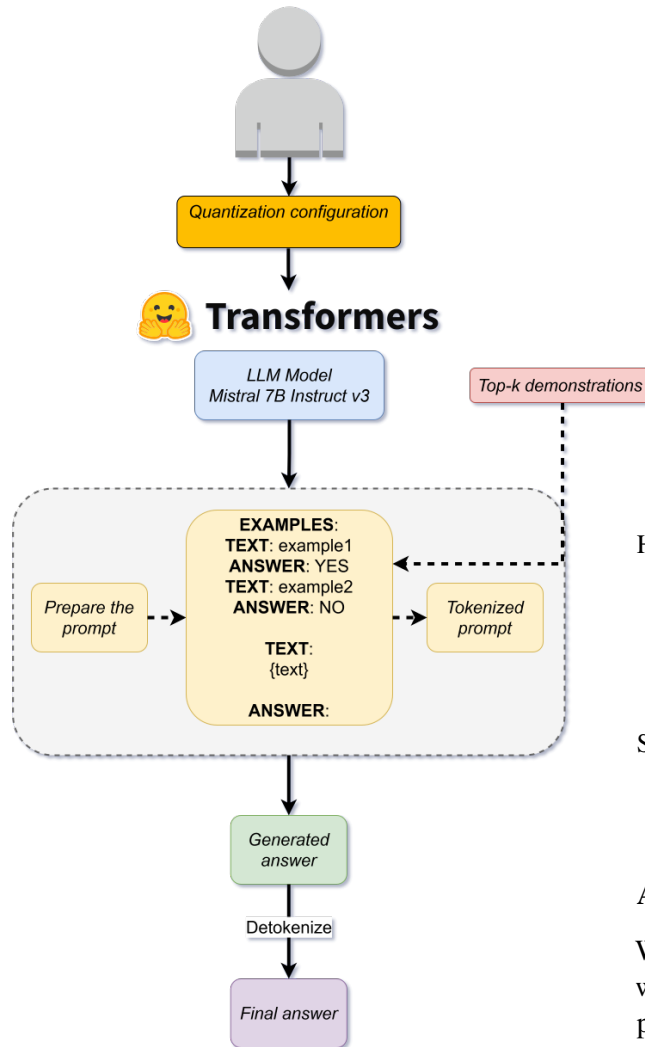 Quantization configuration
Transformers
LLM Model
Mistral 7B Instruct v3
Top-k demonstrations
EXAMPLES:
TEXT: example1
ANSWER: YES
TEXT: example2
ANSWER: NO
Prepare the
prompt
TEXT:
{text}
ANSWER:
Tokenized
prompt
Generated
answer
Detokenize
Final answer